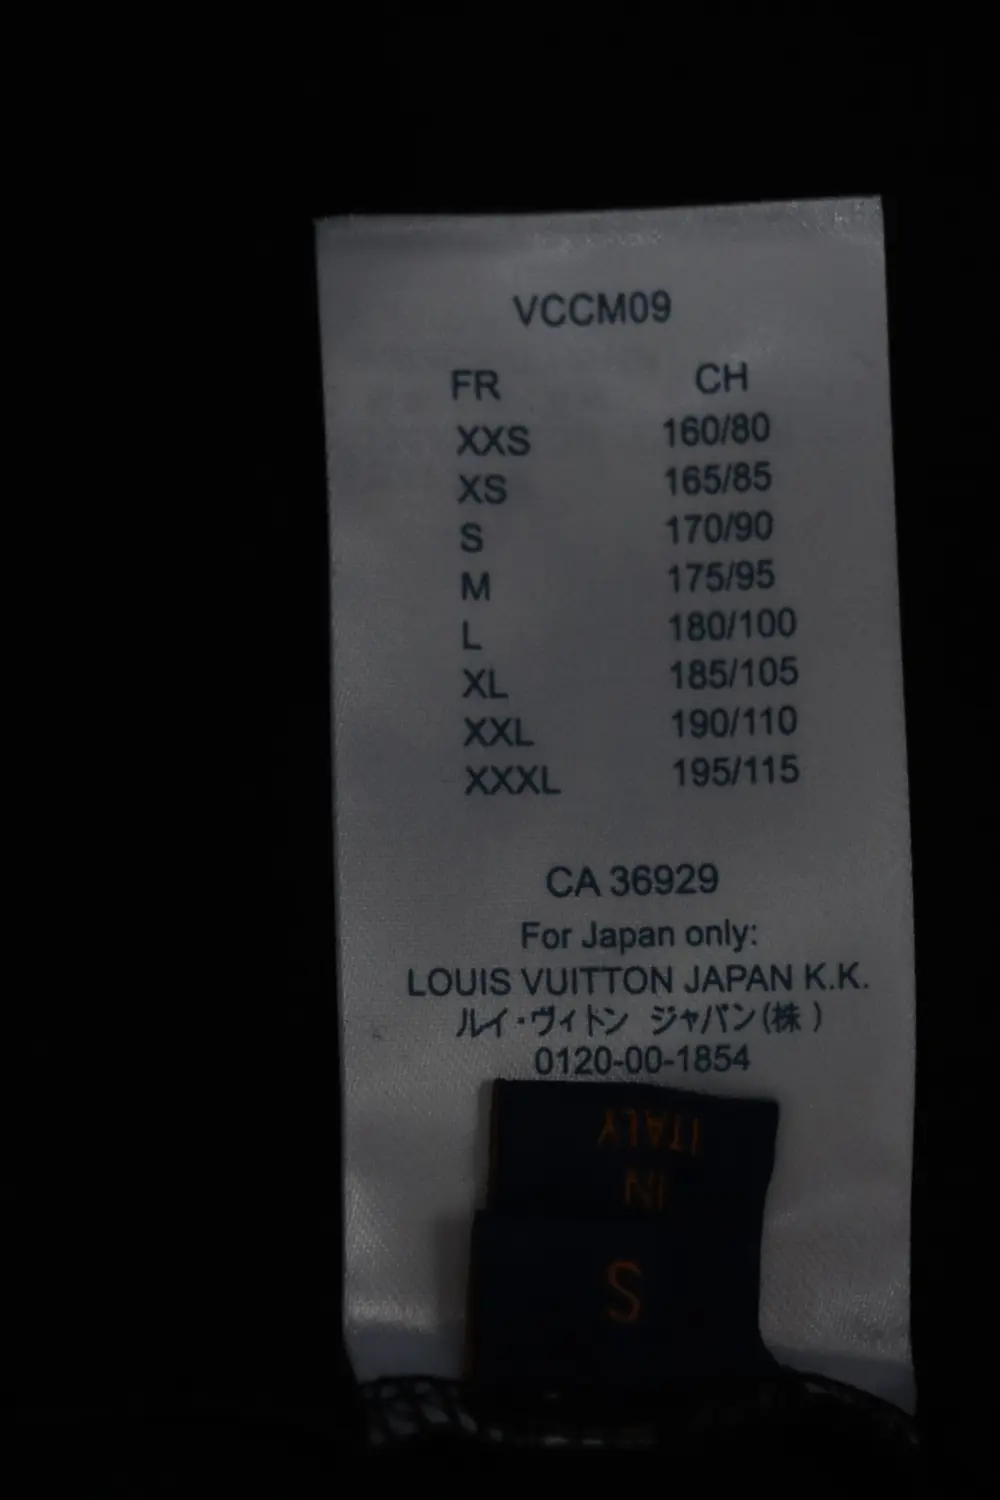 VCCM09
FR CH
XXS 160/80
XS 165/85
S 170/90
M 175/95
L 180/100
XL 185/105
XXL 190/110
XXXL 195/115
CA 36929
For Japan only:
LOUIS VUITTON JAPAN K.K.
ルイ・ヴィトン ジャパン(株)
0120-00-1854
ITALY
IN
S